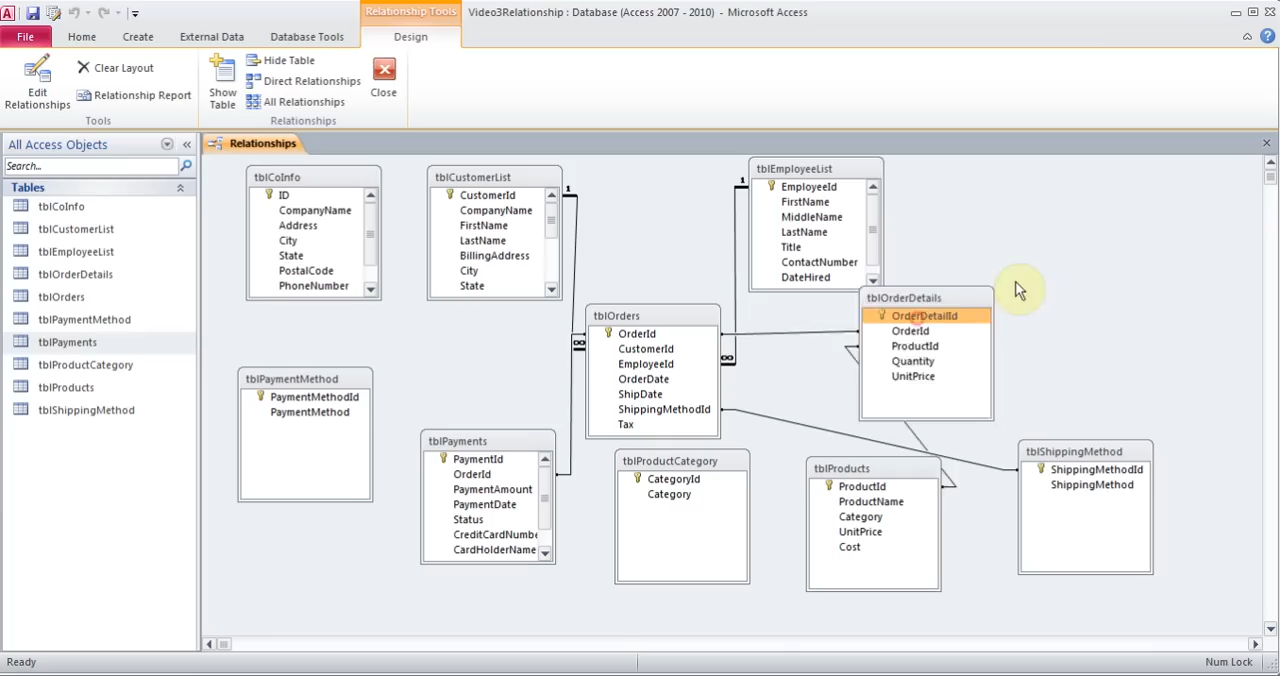 Relationship Tools
Video3Relationship : Database (Access 2007 - 2010) - Microsoft Access
File
Home
Create
External Data
Database Tools
Design
Edit
Relationships
Clear Layout
Relationship Report
Tools
Show
Table
Hide Table
Direct Relationships
All Relationships
Close
Relationships
All Access Objects
Search...
Tables
tblCoInfo
tblCustomerList
tblEmployeeList
tblOrderDetails
tblOrders
tblPaymentMethod
tblPayments
tblProductCategory
tblProducts
tblShippingMethod
Relationships
tblCoInfo
ID
CompanyName
Address
City
State
PostalCode
PhoneNumber
tblCustomerList
CustomerId
CompanyName
FirstName
LastName
BillingAddress
City
State
1
tblEmployeeList
EmployeeId
FirstName
MiddleName
LastName
Title
ContactNumber
DateHired
1
tblOrders
OrderId
CustomerId
EmployeeId
OrderDate
ShipDate
ShippingMethodId
Tax
∞
∞
tblOrderDetails
OrderDetailId
OrderId
ProductId
Quantity
UnitPrice
tblPaymentMethod
PaymentMethodId
PaymentMethod
tblPayments
PaymentId
OrderId
PaymentAmount
PaymentDate
Status
CreditCardNumbe
CardHolderName
tblProductCategory
CategoryId
Category
tblProducts
ProductId
ProductName
Category
UnitPrice
Cost
tblShippingMethod
ShippingMethodId
ShippingMethod
Ready
Num Lock